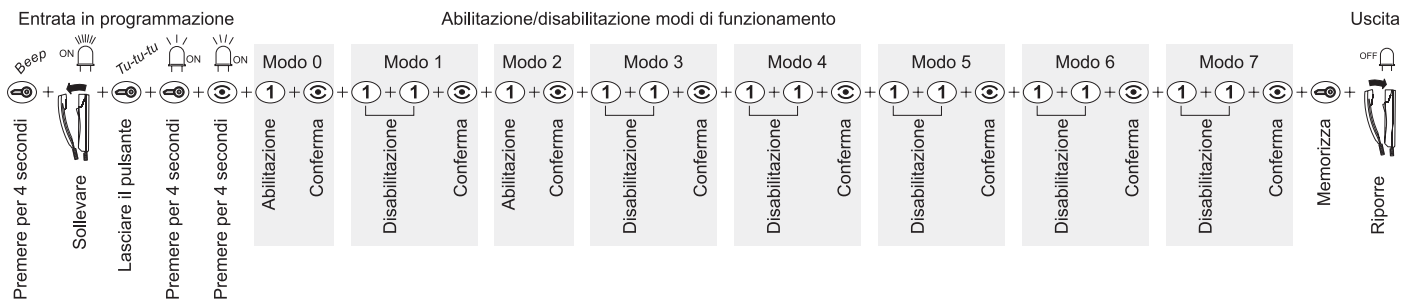 Entrata in programmazione
Abilitazione/disabilitazione modi di funzionamento
Uscita
Beep
ON
Tu-tu-tu
ON
ON
Modo 0
Modo 1
Modo 2
Modo 3
Modo 4
Modo 5
Modo 6
Modo 7
OFF
+ + + + + 1 + + 1 + 1 + + 1 + + 1 + 1 + + 1 + 1 + + 1 + 1 + + 1 + 1 + + 1 + 1 + + +
Premere per 4 secondi
Sollevare
Lasciare il pulsante
Premere per 4 secondi
Premere per 4 secondi
Abilitazione
Conferma
Disabilitazione
Conferma
Abilitazione
Conferma
Disabilitazione
Conferma
Disabilitazione
Conferma
Disabilitazione
Conferma
Disabilitazione
Conferma
Disabilitazione
Conferma
Memorizza
Riporre